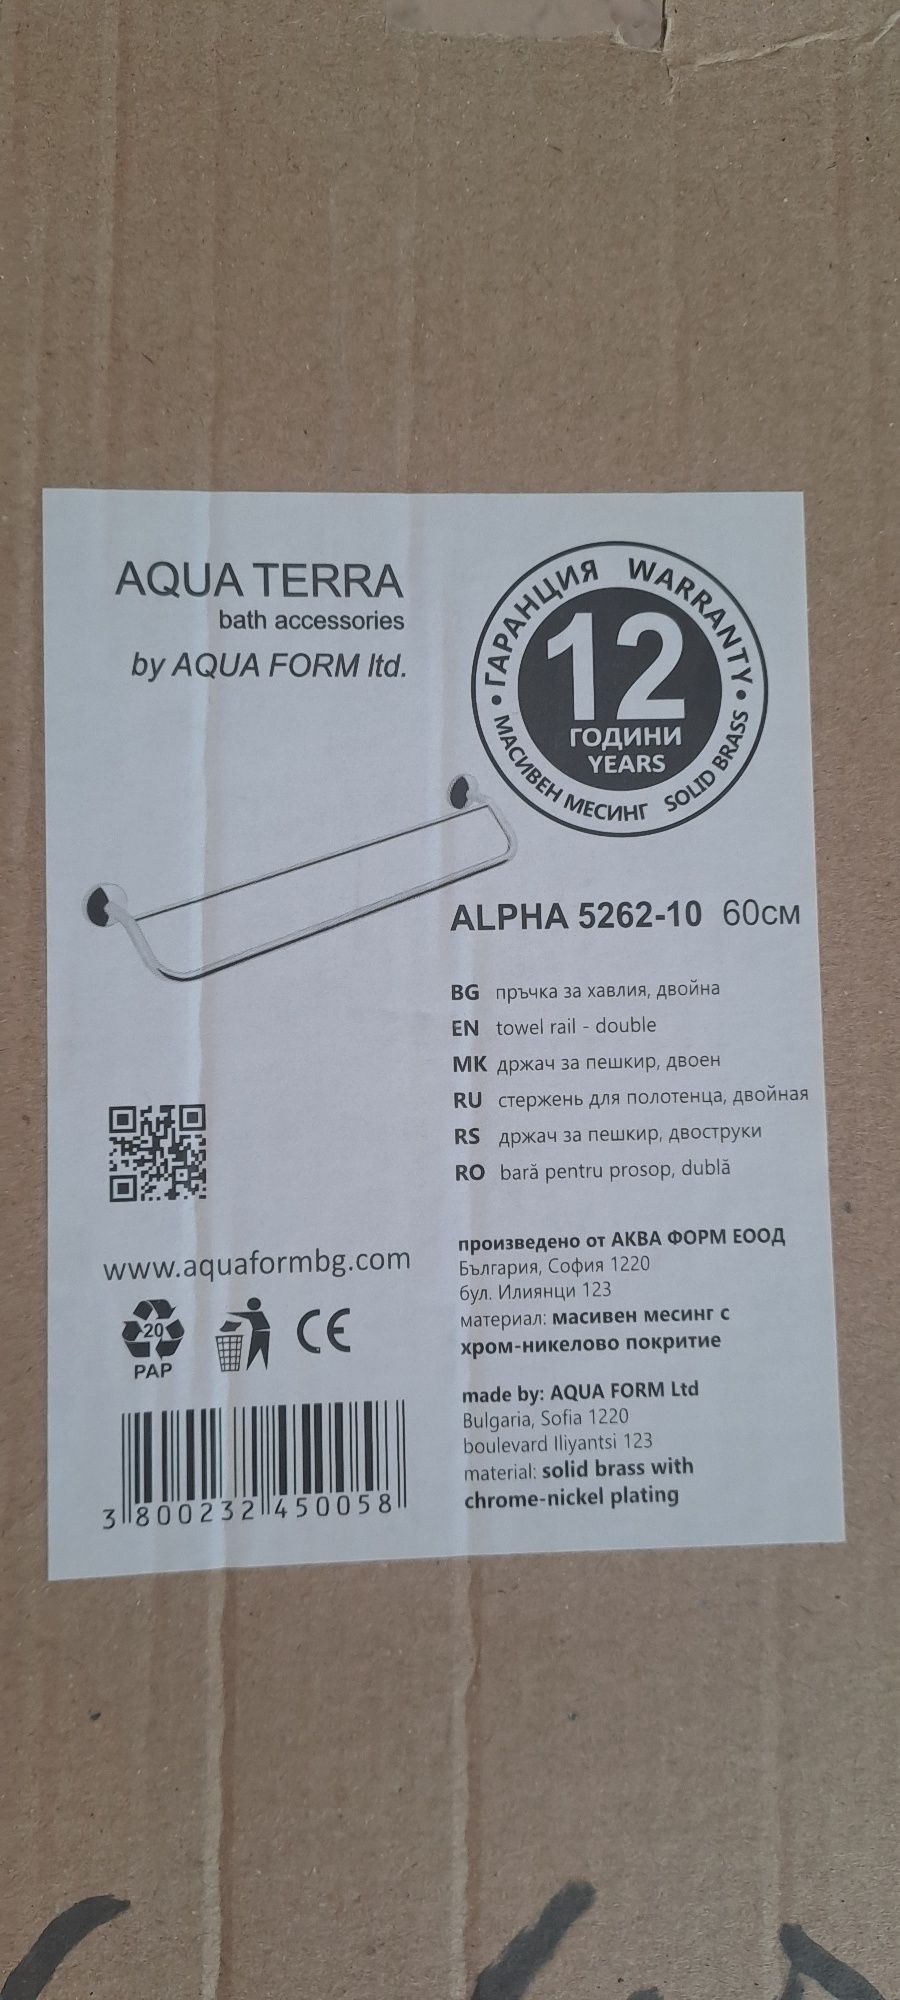 AQUA TERRA
bath accessories
by AQUA FORM ltd.
• ГАРАНЦИЯ WARRANTY •
12
ГОДИНИ
YEARS
МАСИВЕН МЕСИНГ SOLID BRASS
ALPHA 5262-10 60см
BG пръчка за хавлия, двойна
EN towel rail - double
MK држач за пешкир, двоен
RU стержень для полотенца, двойная
RS држач за пешкир, двоструки
RO bară pentru prosop, dublă
www.aquaformbg.com
20
PAP
CE
3 800232 450058
произведено от АКВА ФОРМ ЕООД
България, София 1220
бул. Илиянци 123
материал: масивен месинг с
хром-никелово покритие
made by: AQUA FORM Ltd
Bulgaria, Sofia 1220
boulevard Iliyantsi 123
material: solid brass with
chrome-nickel plating